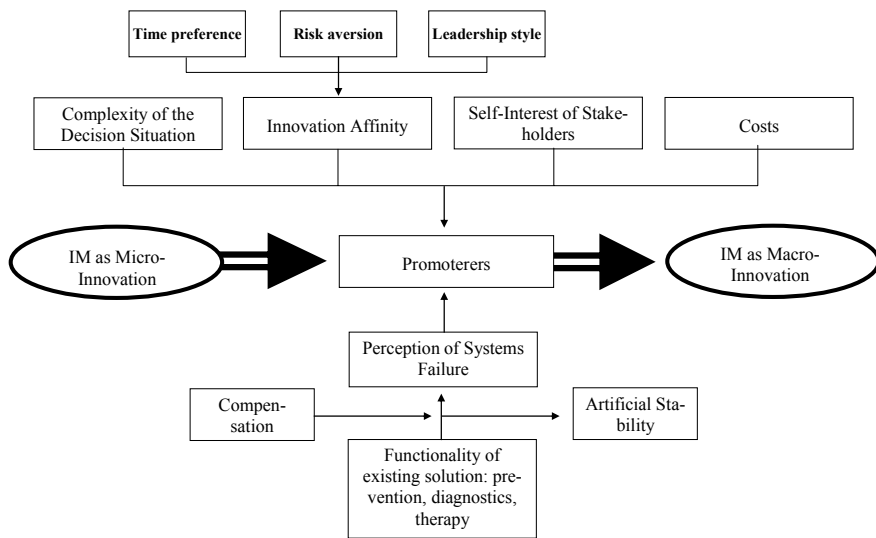 Time preference
Risk aversion
Leadership style
Complexity of the
Decision Situation
Innovation Affinity
Self-Interest of Stake-
holders
Costs
IM as Micro-
Innovation
Promoterers
IM as Macro-
Innovation
Perception of Systems
Failure
Compen-
sation
Artificial Sta-
bility
Functionality of
existing solution: pre-
vention, diagnostics,
therapy